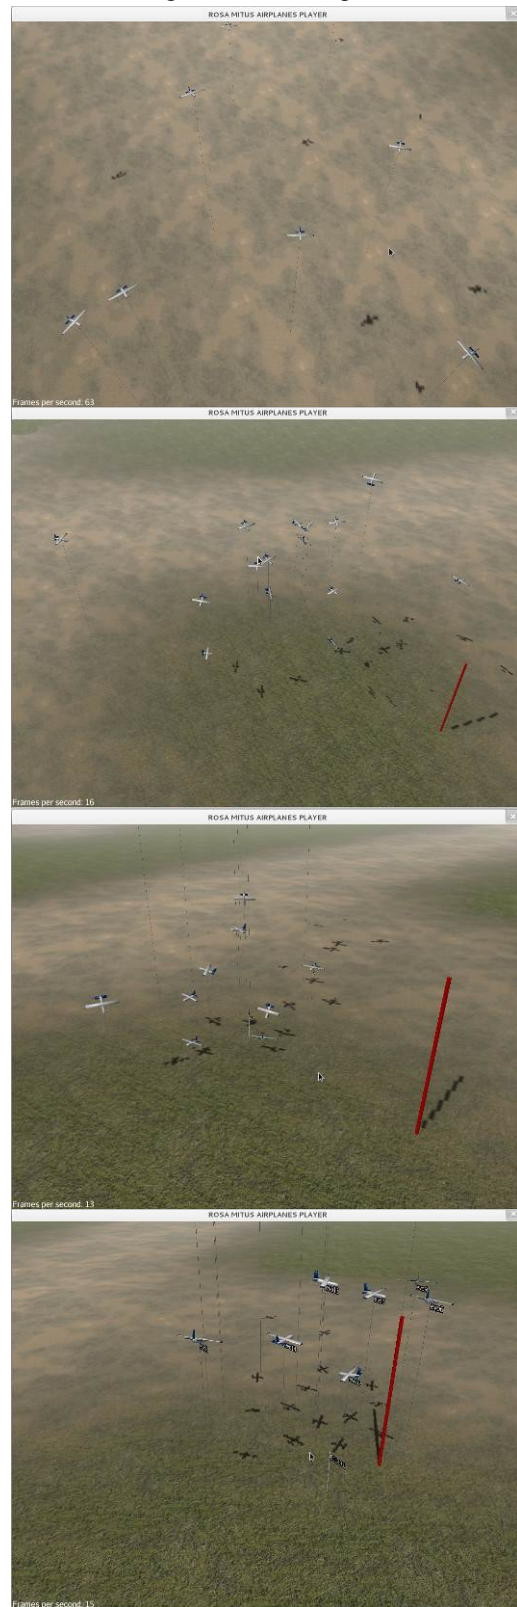 ROSA MITUS AIRPLANES PLAYER
Frames per second: 63
ROSA MITUS AIRPLANES PLAYER
Frames per second: 16
ROSA MITUS AIRPLANES PLAYER
Frames per second: 13
ROSA MITUS AIRPLANES PLAYER
Frames per second: 15